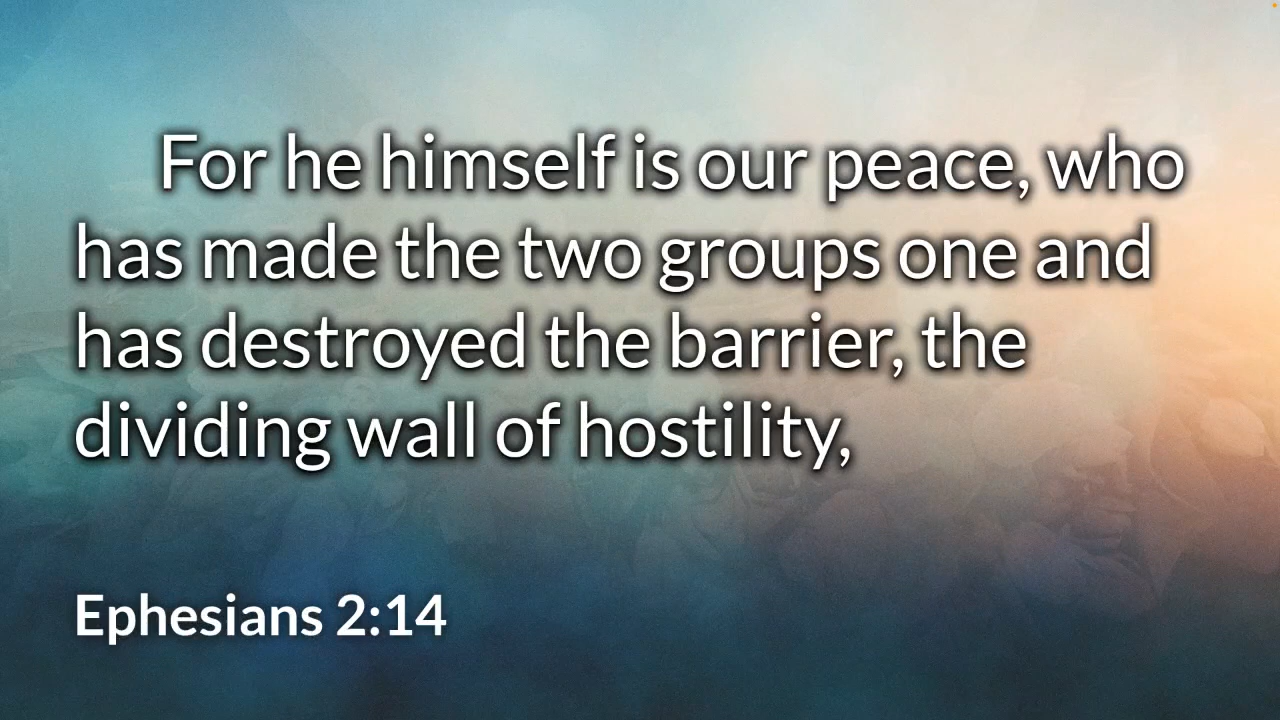 For he himself is our peace, who
has made the two groups one and
has destroyed the barrier, the
dividing wall of hostility,
Ephesians 2:14